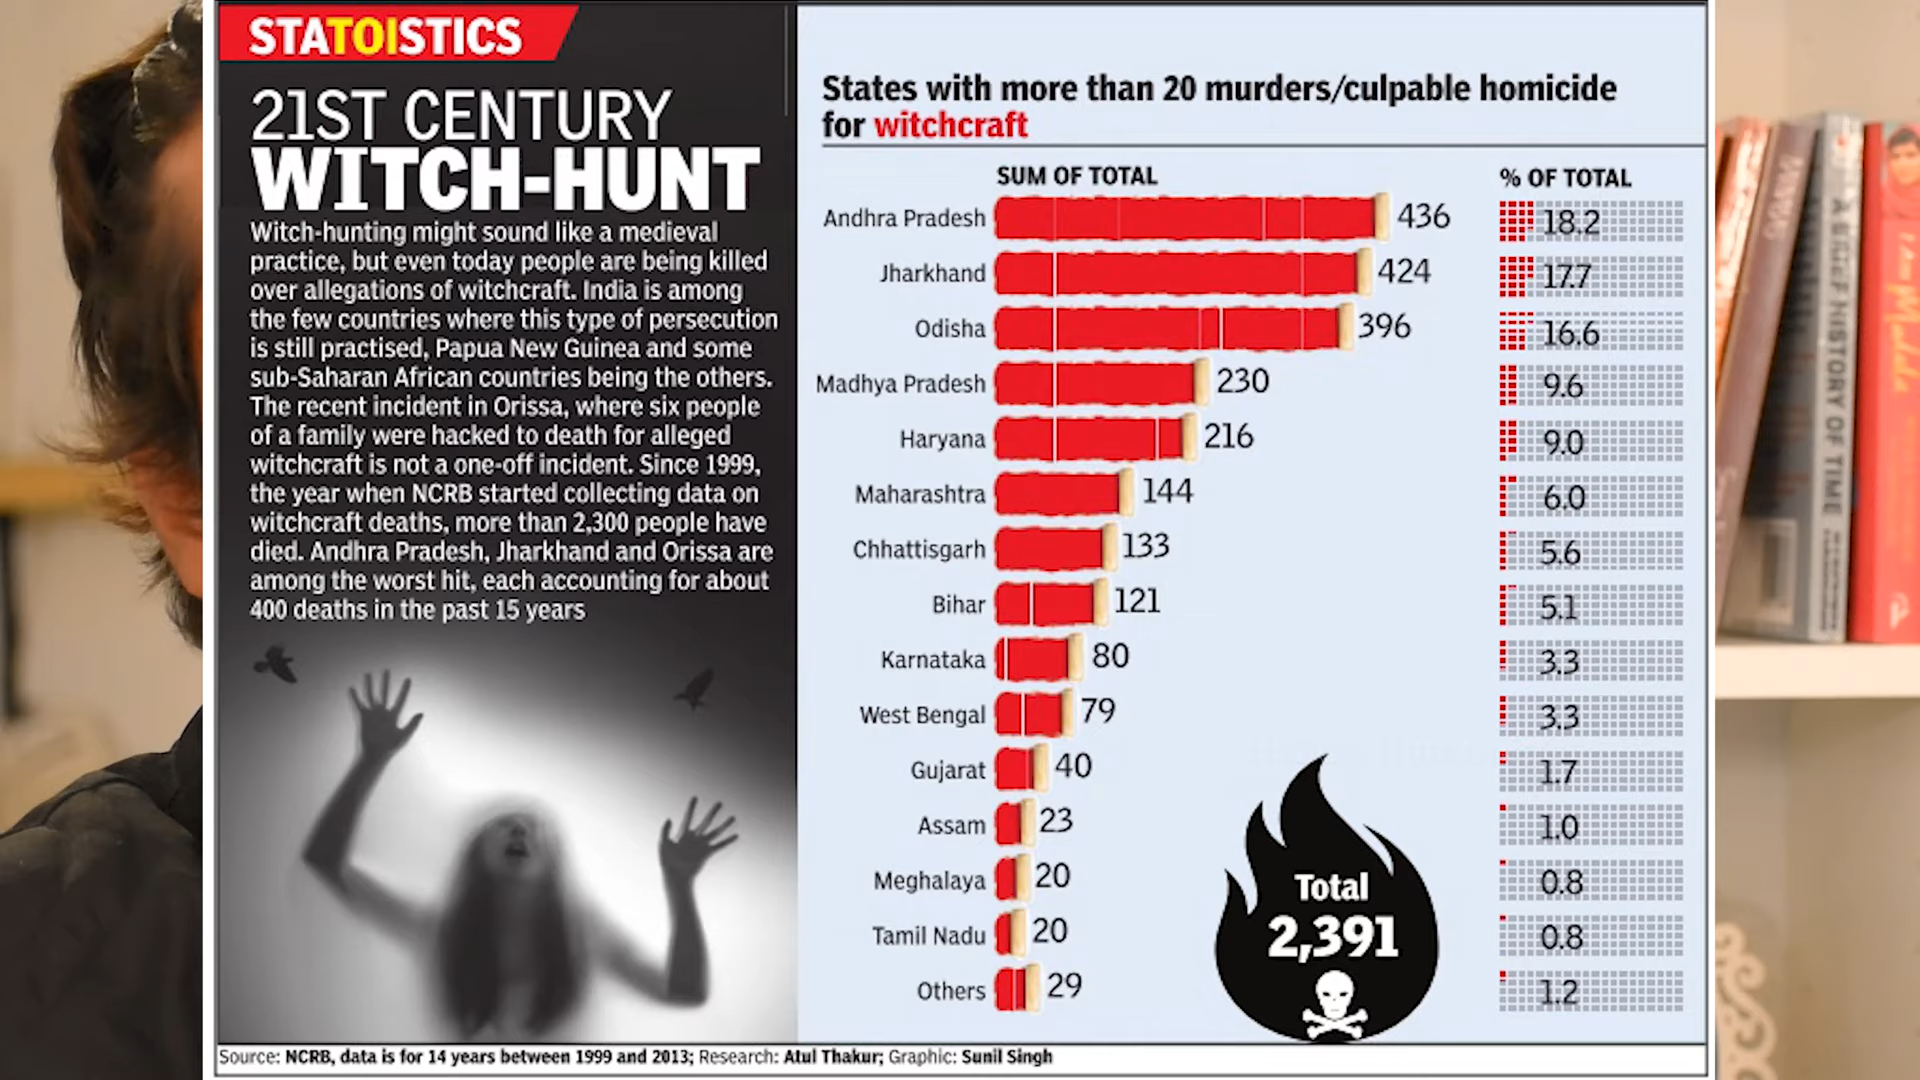 STATOISTICS
21ST CENTURY
WITCH-HUNT
Witch-hunting might sound like a medieval
practice, but even today people are being killed
over allegations of witchcraft. India is among
the few countries where this type of persecution
is still practised, Papua New Guinea and some
sub-Saharan African countries being the others.
The recent incident in Orissa, where six people
of a family were hacked to death for alleged
witchcraft is not a one-off incident. Since 1999,
the year when NCRB started collecting data on
witchcraft deaths, more than 2,300 people have
died. Andhra Pradesh, Jharkhand and Orissa are
among the worst hit, each accounting for about
400 deaths in the past 15 years
States with more than 20 murders/culpable homicide
for witchcraft
SUM OF TOTAL % OF TOTAL
Andhra Pradesh 436 18.2
Jharkhand 424 17.7
Odisha 396 16.6
Madhya Pradesh 230 9.6
Haryana 216 9.0
Maharashtra 144 6.0
Chhattisgarh 133 5.6
Bihar 121 5.1
Karnataka 80 3.3
West Bengal 79 3.3
Gujarat 40 1.7
Assam 23 1.0
Meghalaya 20 0.8
Tamil Nadu 20 0.8
Others 29 1.2
Total
2,391
Source: NCRB, data is for 14 years between 1999 and 2013; Research: Atul Thakur; Graphic: Sunil Singh
A BRIEF HISTORY OF TIME
I am Malala